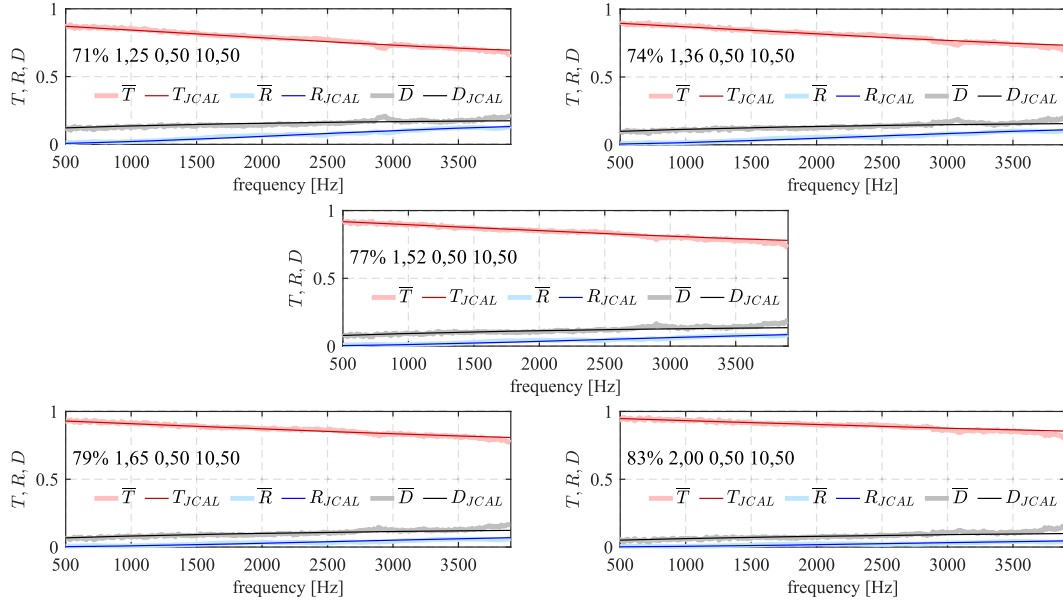 1
T, R, D
71% 1,25 0,50 10,50
0.5
T̅ T_JCAL R̅ R_JCAL D̅ D_JCAL
0
500 1000 1500 2000 2500 3000 3500
frequency [Hz]
1
T, R, D
74% 1,36 0,50 10,50
0.5
T̅ T_JCAL R̅ R_JCAL D̅ D_JCAL
0
500 1000 1500 2000 2500 3000 3500
frequency [Hz]
1
T, R, D
77% 1,52 0,50 10,50
0.5
T̅ T_JCAL R̅ R_JCAL D̅ D_JCAL
0
500 1000 1500 2000 2500 3000 3500
frequency [Hz]
1
T, R, D
79% 1,65 0,50 10,50
0.5
T̅ T_JCAL R̅ R_JCAL D̅ D_JCAL
0
500 1000 1500 2000 2500 3000 3500
frequency [Hz]
1
T, R, D
83% 2,00 0,50 10,50
0.5
T̅ T_JCAL R̅ R_JCAL D̅ D_JCAL
0
500 1000 1500 2000 2500 3000 3500
frequency [Hz]